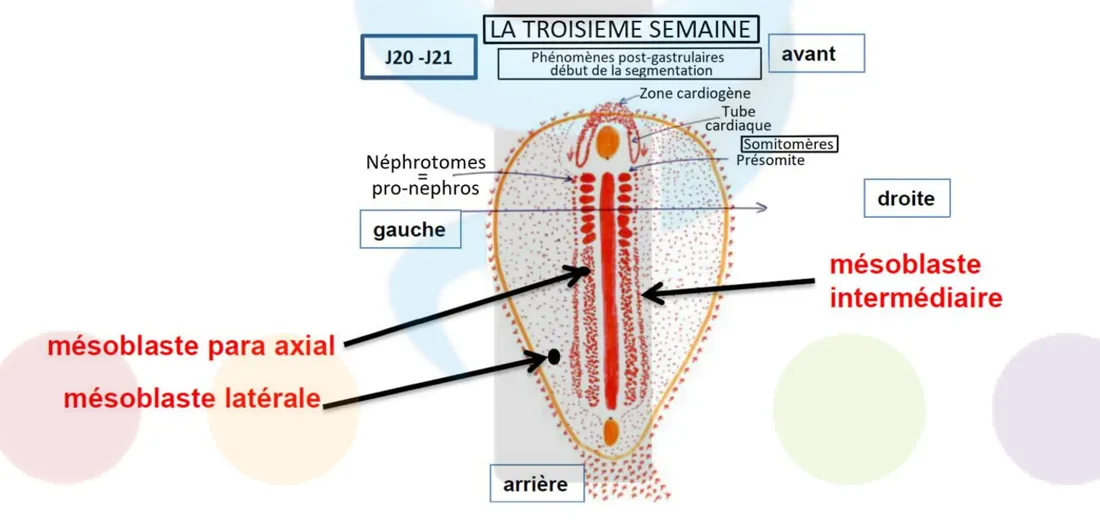 LA TROISIEME SEMAINE
J20 -J21
Phénomènes post-gastrulaires
début de la segmentation
avant
Zone cardiogène
Tube
cardiaque
Somitomères
Présomite
Néphrotomes
=
pro-nephros
droite
gauche
mésoblaste
intermédiaire
mésoblaste para axial
mésoblaste latérale
arrière